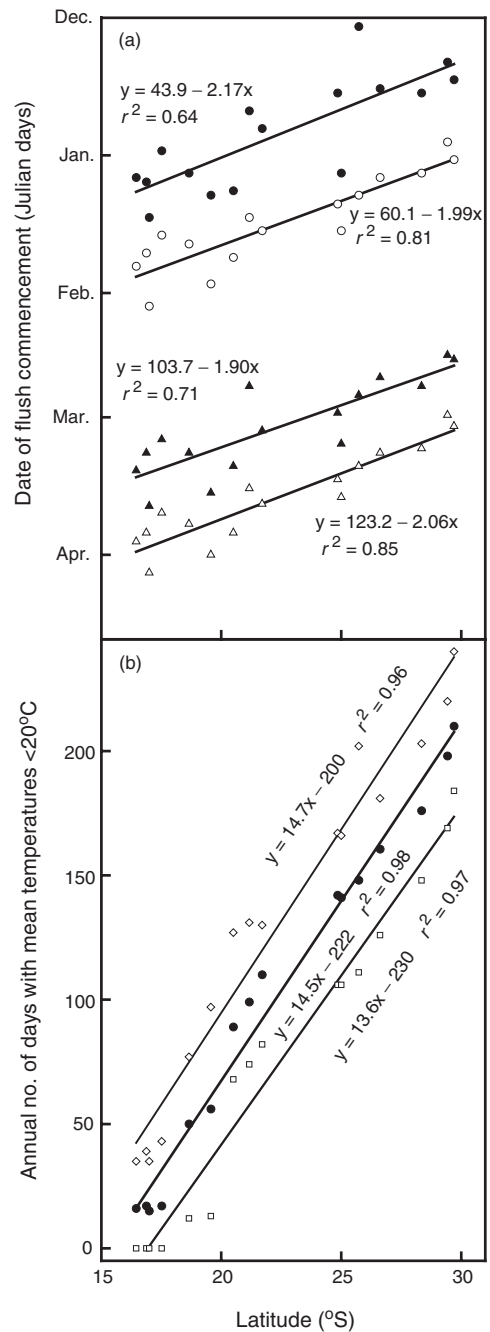 Dec.
(a)
y = 43.9 – 2.17x
r² = 0.64
Jan.
y = 60.1 – 1.99x
r² = 0.81
Feb.
y = 103.7 – 1.90x
r² = 0.71
Mar.
y = 123.2 – 2.06x
r² = 0.85
Apr.
Date of flush commencement (Julian days)
(b)
y = 14.7x – 200 r² = 0.96
y = 14.5x – 222 r² = 0.98
y = 13.6x – 230 r² = 0.97
200
150
100
50
0
Annual no. of days with mean temperatures <20°C
15 20 25 30
Latitude (°S)